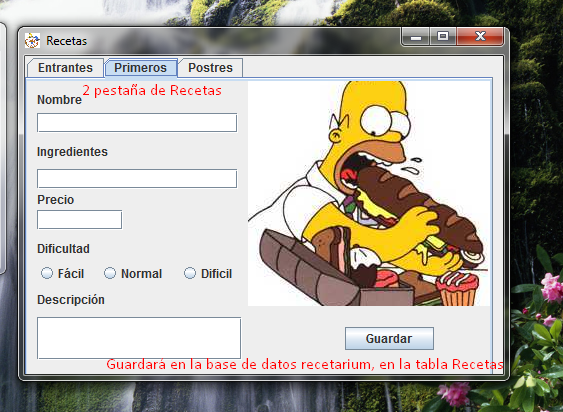 Recetas
Entrantes Primeros Postres
2 pestaña de Recetas
Nombre
Ingredientes
Precio
Dificultad
Fácil Normal Dificil
Descripción
Guardar
Guardará en la base de datos recetarium, en la tabla Recetas